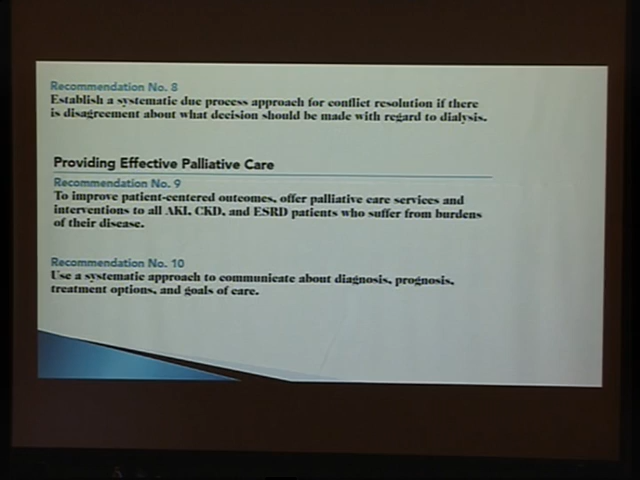 Recommendation No. 8
Establish a systematic due process approach for conflict resolution if there
is disagreement about what decision should be made with regard to dialysis.
Providing Effective Palliative Care
Recommendation No. 9
To improve patient-centered outcomes, offer palliative care services and
interventions to all AKI, CKD, and ESRD patients who suffer from burdens
of their disease.
Recommendation No. 10
Use a systematic approach to communicate about diagnosis, prognosis,
treatment options, and goals of care.